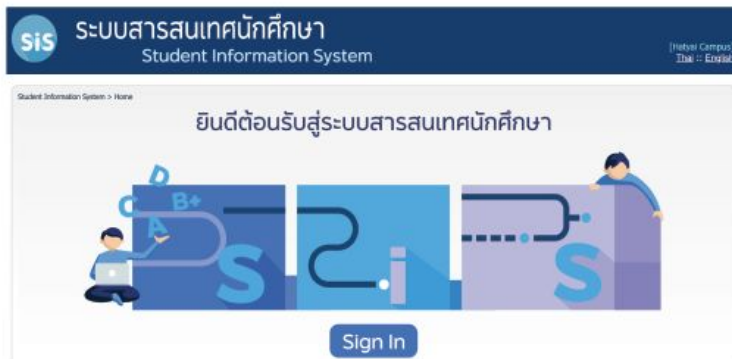 SiS
ระบบสารสนเทศนักศึกษา
Student Information System
[Hatyai Campus]
Thai :: English
Student Information System > Home
ยินดีต้อนรับสู่ระบบสารสนเทศนักศึกษา
D
C B+
A
S i S
Sign In